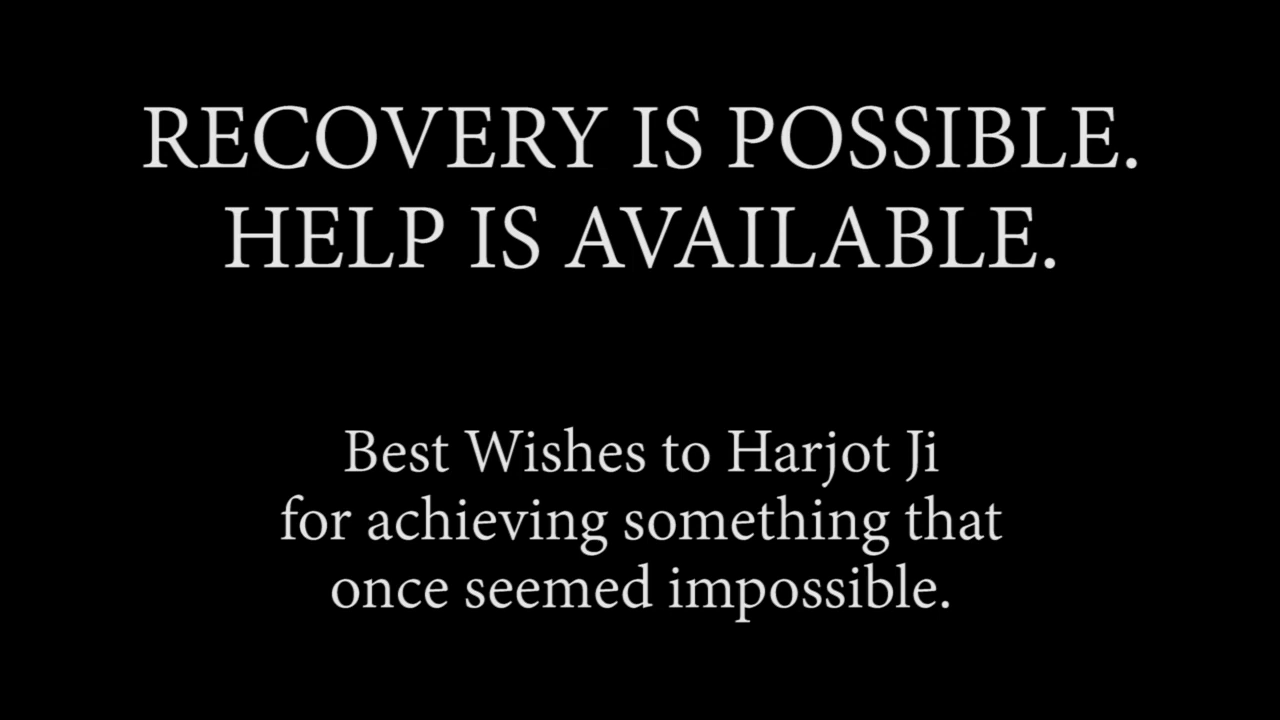 RECOVERY IS POSSIBLE.
HELP IS AVAILABLE.
Best Wishes to Harjot Ji
for achieving something that
once seemed impossible.